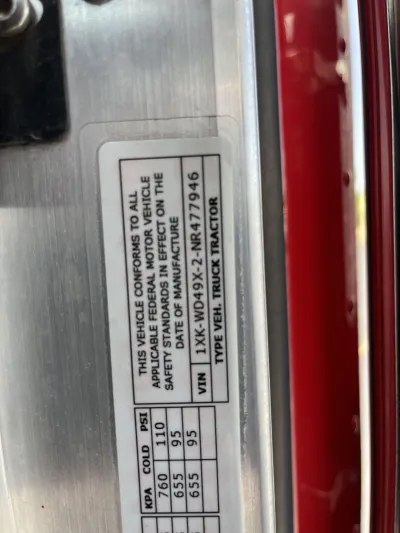 THIS VEHICLE CONFORMS TO ALL
APPLICABLE FEDERAL MOTOR VEHICLE
SAFETY STANDARDS IN EFFECT ON THE
DATE OF MANUFACTURE
VIN 1XK-WD49X-2-NR477946
TYPE VEH. TRUCK TRACTOR
KPA COLD PSI
760 110
655 95
655 95